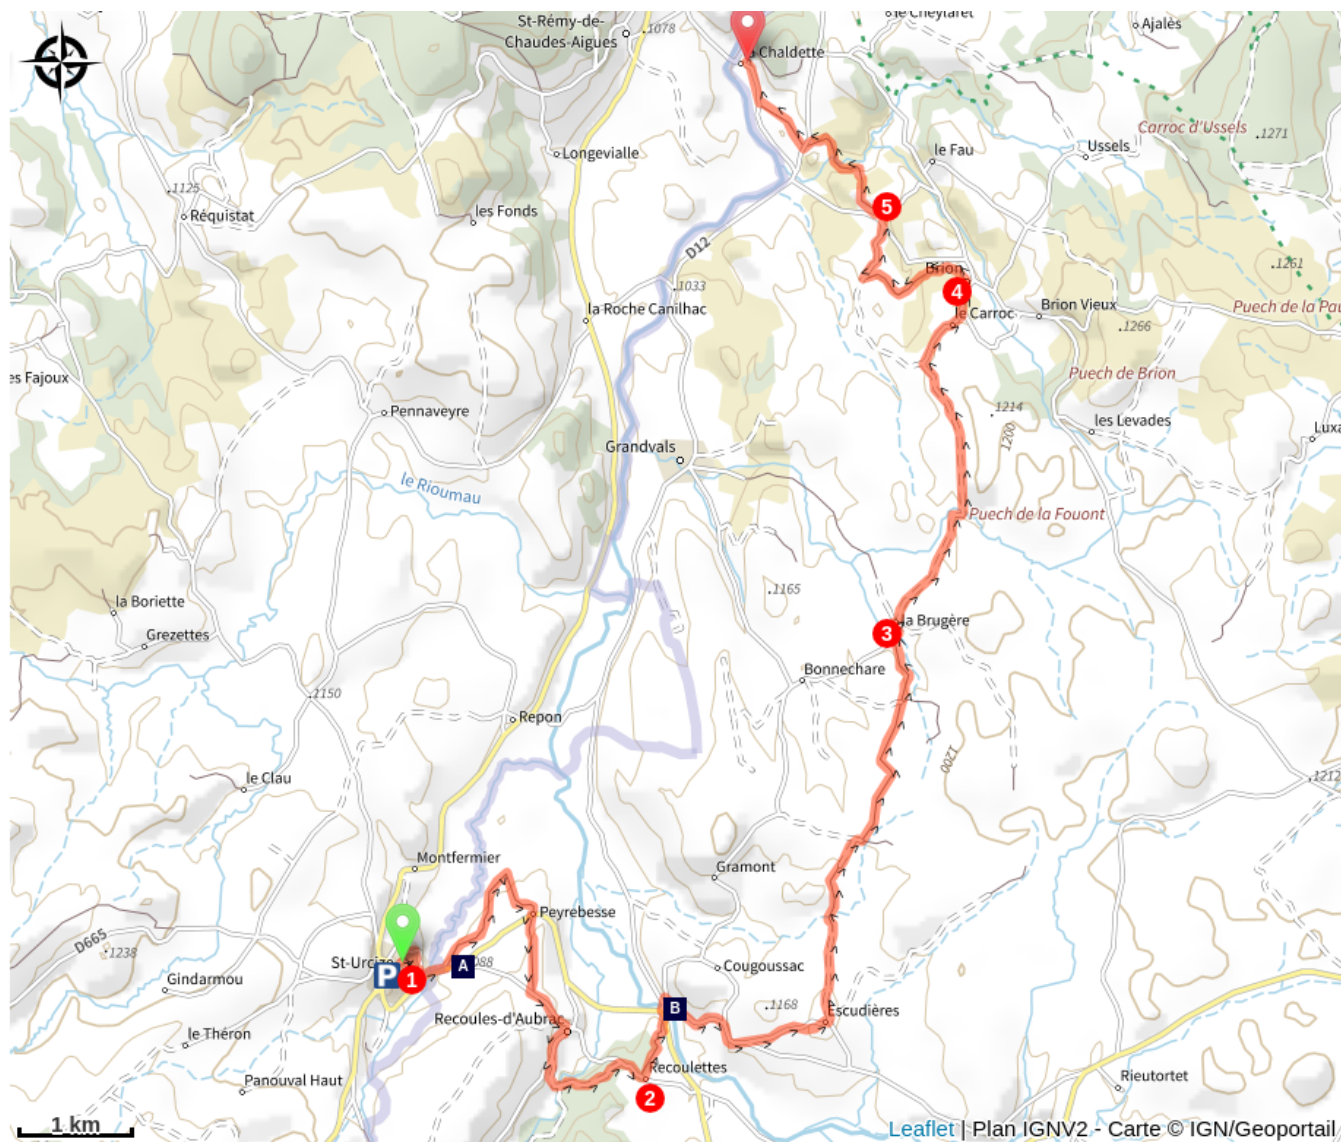 le Cheylaret
St-Rémy-de-
Chaudes-Aigues
1078
Ajalès
Chaldette
Carroc d'Ussels
1271
Longevialle
le Fau
Ussels
1125
Réquistat
les Fonds
5
D12
Brion
1261
1033
4
la Roche Canilhac
le Carroc
Brion Vieux
Puech de la Pau
1266
es Fajoux
Puech de Brion
Pennaveyre
1214
1200
les Levades
Luxa
Grandvals
le Rioumau
Puech de la Fouont
1165
la Boriette
la Brugère
3
Grezettes
Bonnechare
1150
Repon
1200
le Clau
1212
Montfermier
Gramont
Peyrebesse
D665
1238
St-Urcize
P
1
A
088
Cougoussac
Gindarmou
B
1168
Escudières
Recoules-d'Aubrac
le Théron
Recoulettes
Panouval Haut
2
Rieutortet
1 km
Leaflet | Plan IGNV2 - Carte © IGN/Geoportail